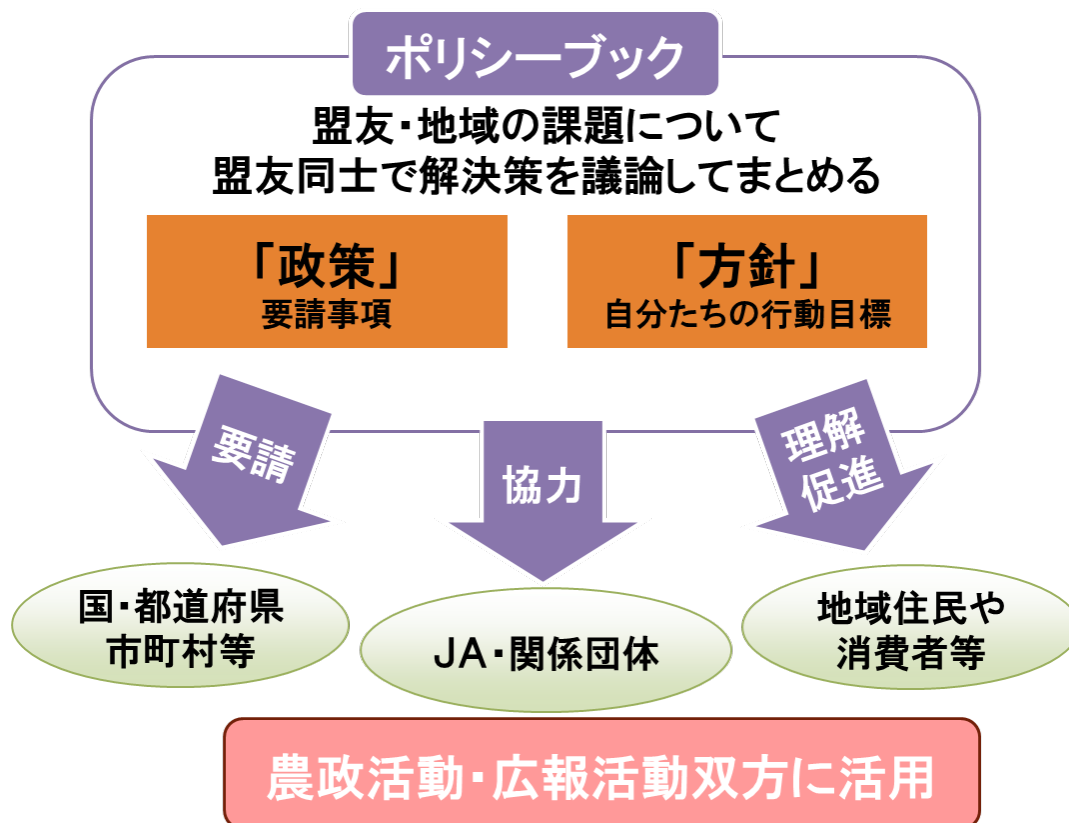 ポリシーブック
盟友・地域の課題について
盟友同士で解決策を議論してまとめる
「政策」
要請事項
「方針」
自分たちの行動目標
要請
協力
理解
促進
国・都道府県
市町村等
JA・関係団体
地域住民や
消費者等
農政活動・広報活動双方に活用